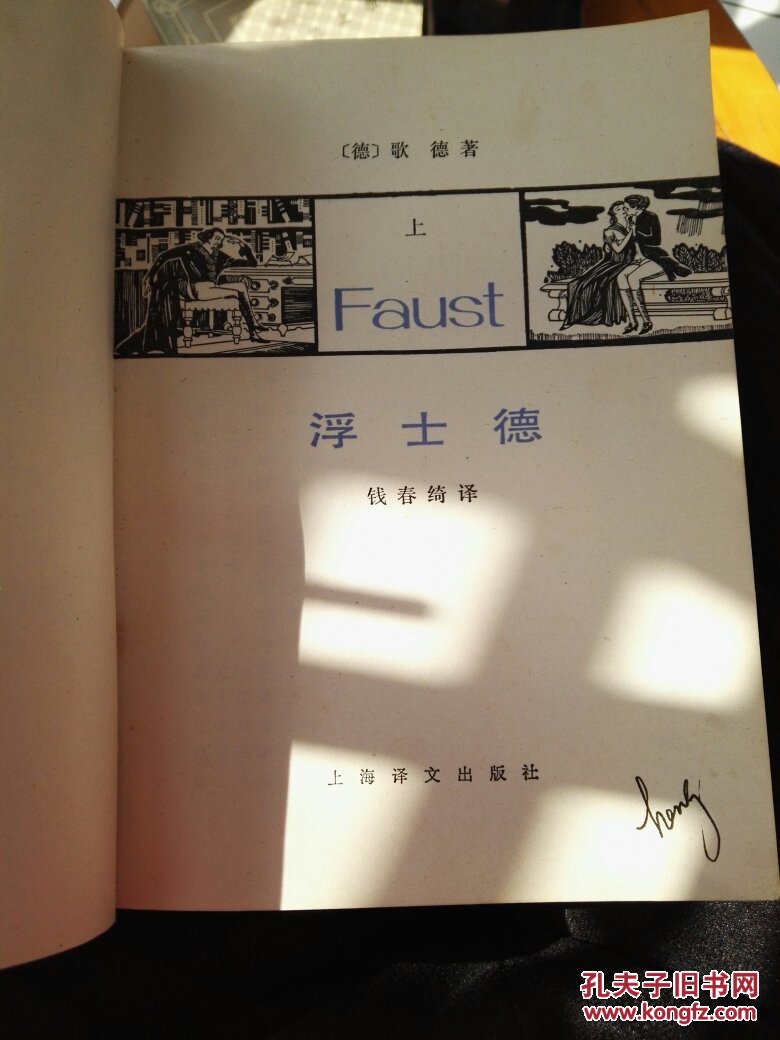 〔德〕歌 德著
上
Faust
浮士德
钱春绮译
上海译文出版社
孔夫子旧书网
www.kongfz.com